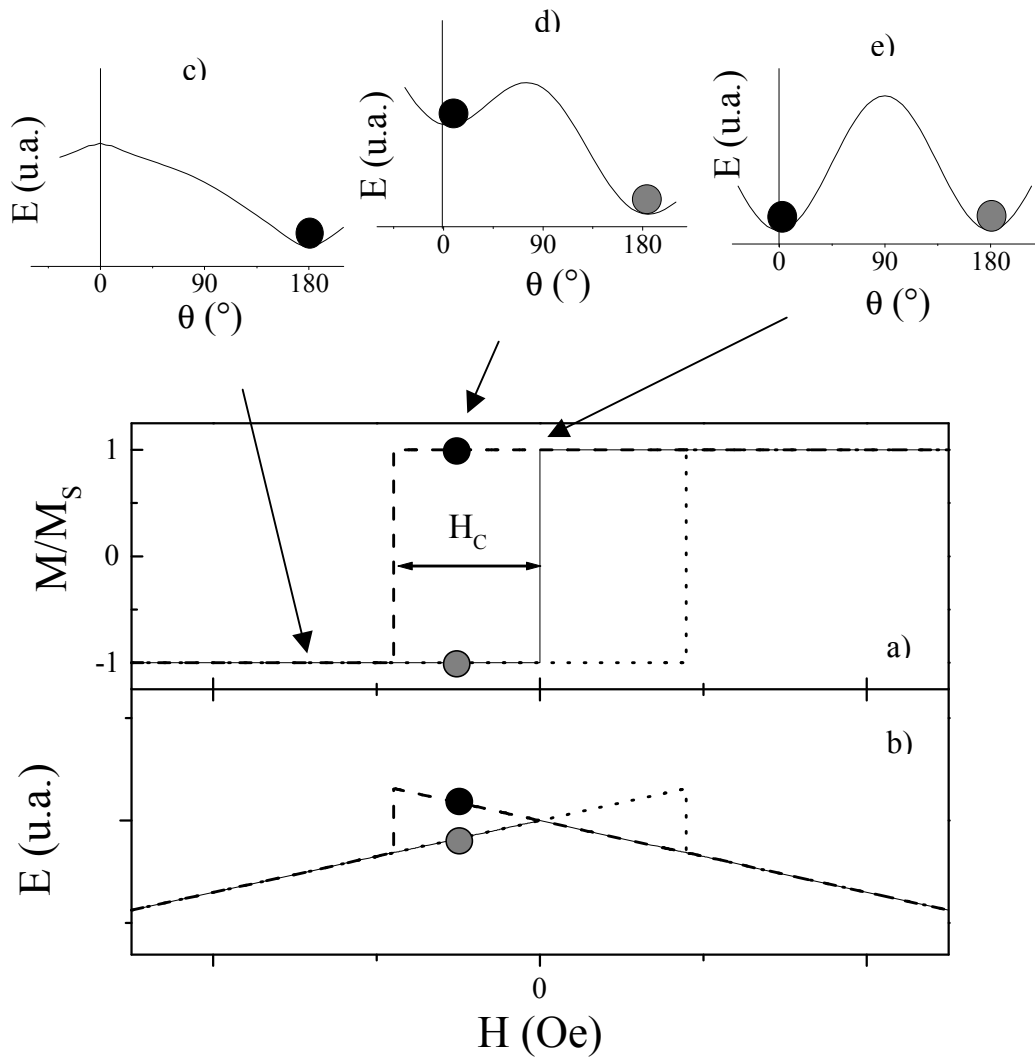 c)
E (u.a.)
0 90 180
θ (°)
d)
E (u.a.)
0 90 180
θ (°)
e)
E (u.a.)
0 90 180
θ (°)
M/M_S
1
0
-1
H_C
a)
E (u.a.)
b)
0
H (Oe)